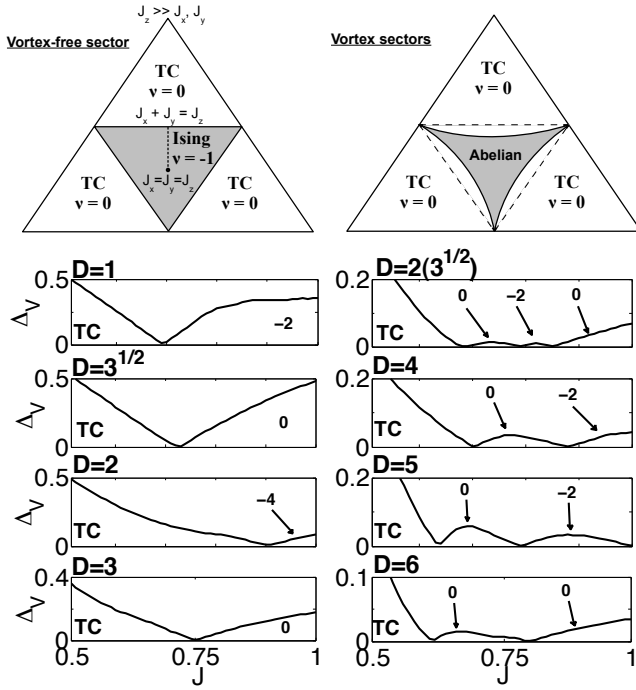 J_z >> J_x, J_y
Vortex-free sector
TC
ν = 0
J_x + J_y = J_z
Ising
ν = -1
J_x = J_y = J_z
TC
ν = 0
TC
ν = 0
Vortex sectors
TC
ν = 0
Abelian
TC
ν = 0
TC
ν = 0
D=1
Δ_V
0.5
0
TC
−2
D=3^{1/2}
Δ_V
0.5
0
TC
0
D=2
Δ_V
0.5
0
TC
−4
D=3
Δ_V
0.4
0
TC
0
0.5
0.75
1
J
D=2(3^{1/2})
0.2
0
TC
0
−2
0
D=4
0.2
0
TC
0
−2
D=5
0.2
0
TC
0
−2
D=6
0.1
0
TC
0
0
0.5
0.75
1
J